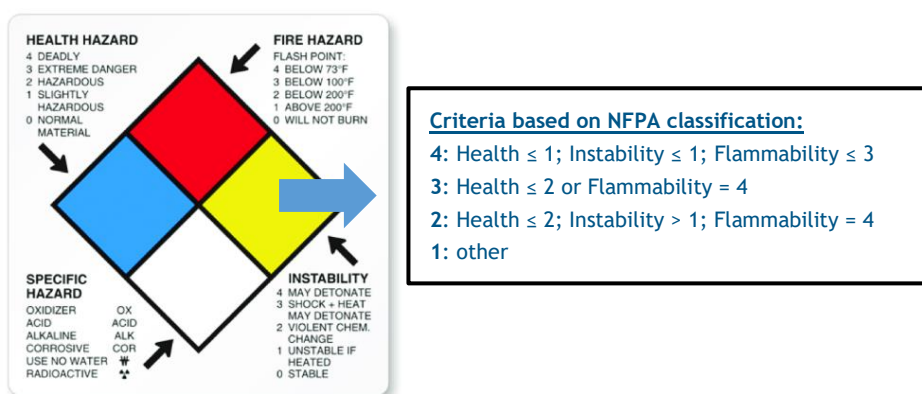 HEALTH HAZARD
4 DEADLY
3 EXTREME DANGER
2 HAZARDOUS
1 SLIGHTLY
HAZARDOUS
0 NORMAL
MATERIAL
FIRE HAZARD
FLASH POINT:
4 BELOW 73°F
3 BELOW 100°F
2 BELOW 200°F
1 ABOVE 200°F
0 WILL NOT BURN
SPECIFIC
HAZARD
OXIDIZER OX
ACID ACID
ALKALINE ALK
CORROSIVE COR
USE NO WATER W
RADIOACTIVE
INSTABILITY
4 MAY DETONATE
3 SHOCK + HEAT
MAY DETONATE
2 VIOLENT CHEM.
CHANGE
1 UNSTABLE IF
HEATED
0 STABLE
Criteria based on NFPA classification:
4: Health ≤ 1; Instability ≤ 1; Flammability ≤ 3
3: Health ≤ 2 or Flammability = 4
2: Health ≤ 2; Instability > 1; Flammability = 4
1: other